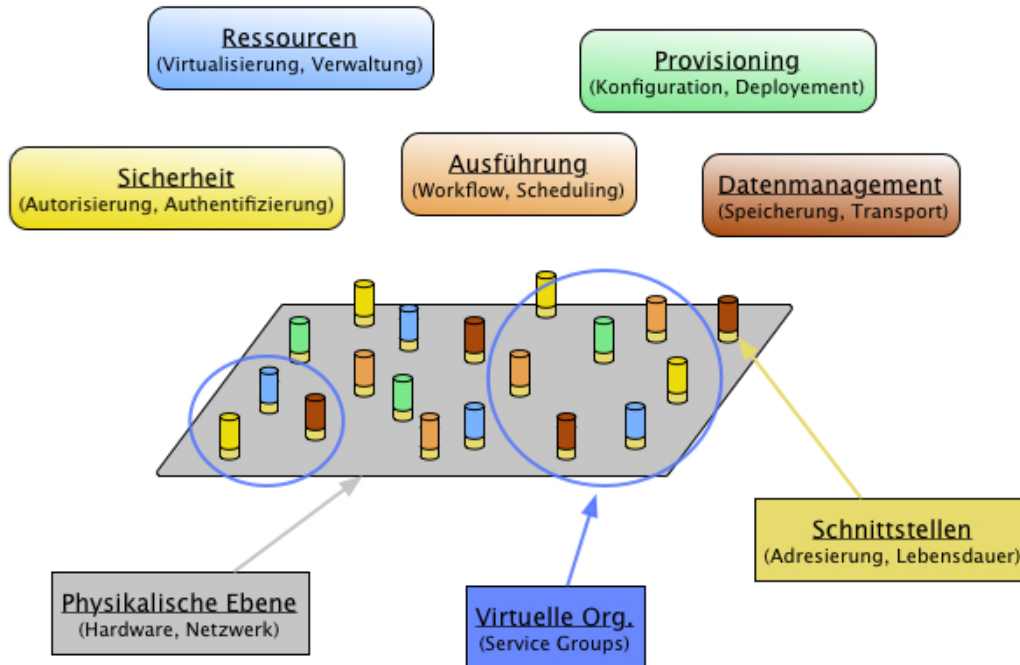 Ressourcen
(Virtualisierung, Verwaltung)
Provisioning
(Konfiguration, Deployement)
Sicherheit
(Autorisierung, Authentifizierung)
Ausführung
(Workflow, Scheduling)
Datenmanagement
(Speicherung, Transport)
Schnittstellen
(Adresierung, Lebensdauer)
Physikalische Ebene
(Hardware, Netzwerk)
Virtuelle Org.
(Service Groups)